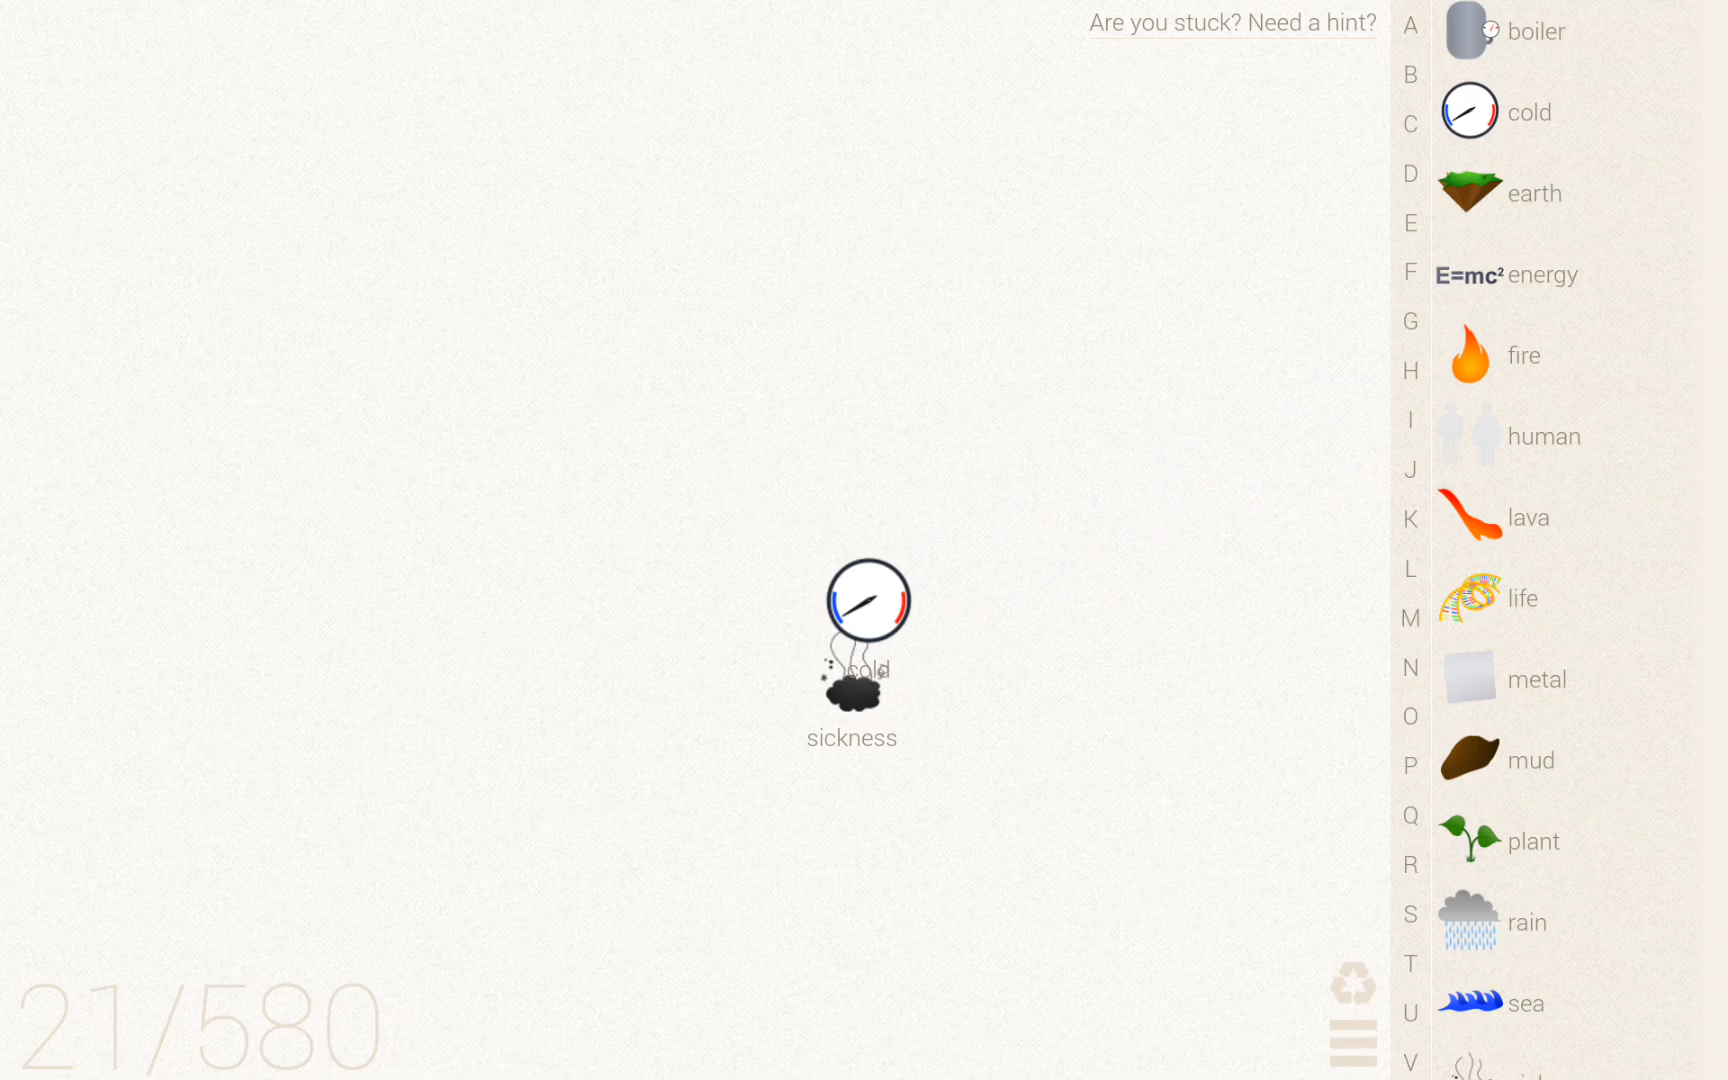 Are you stuck? Need a hint?
A
B
C
D
E
F
G
H
I
J
K
L
M
N
O
P
Q
R
S
T
U
V
boiler
cold
earth
E=mc² energy
fire
human
lava
life
metal
mud
plant
rain
sea
cold
sickness
21/580